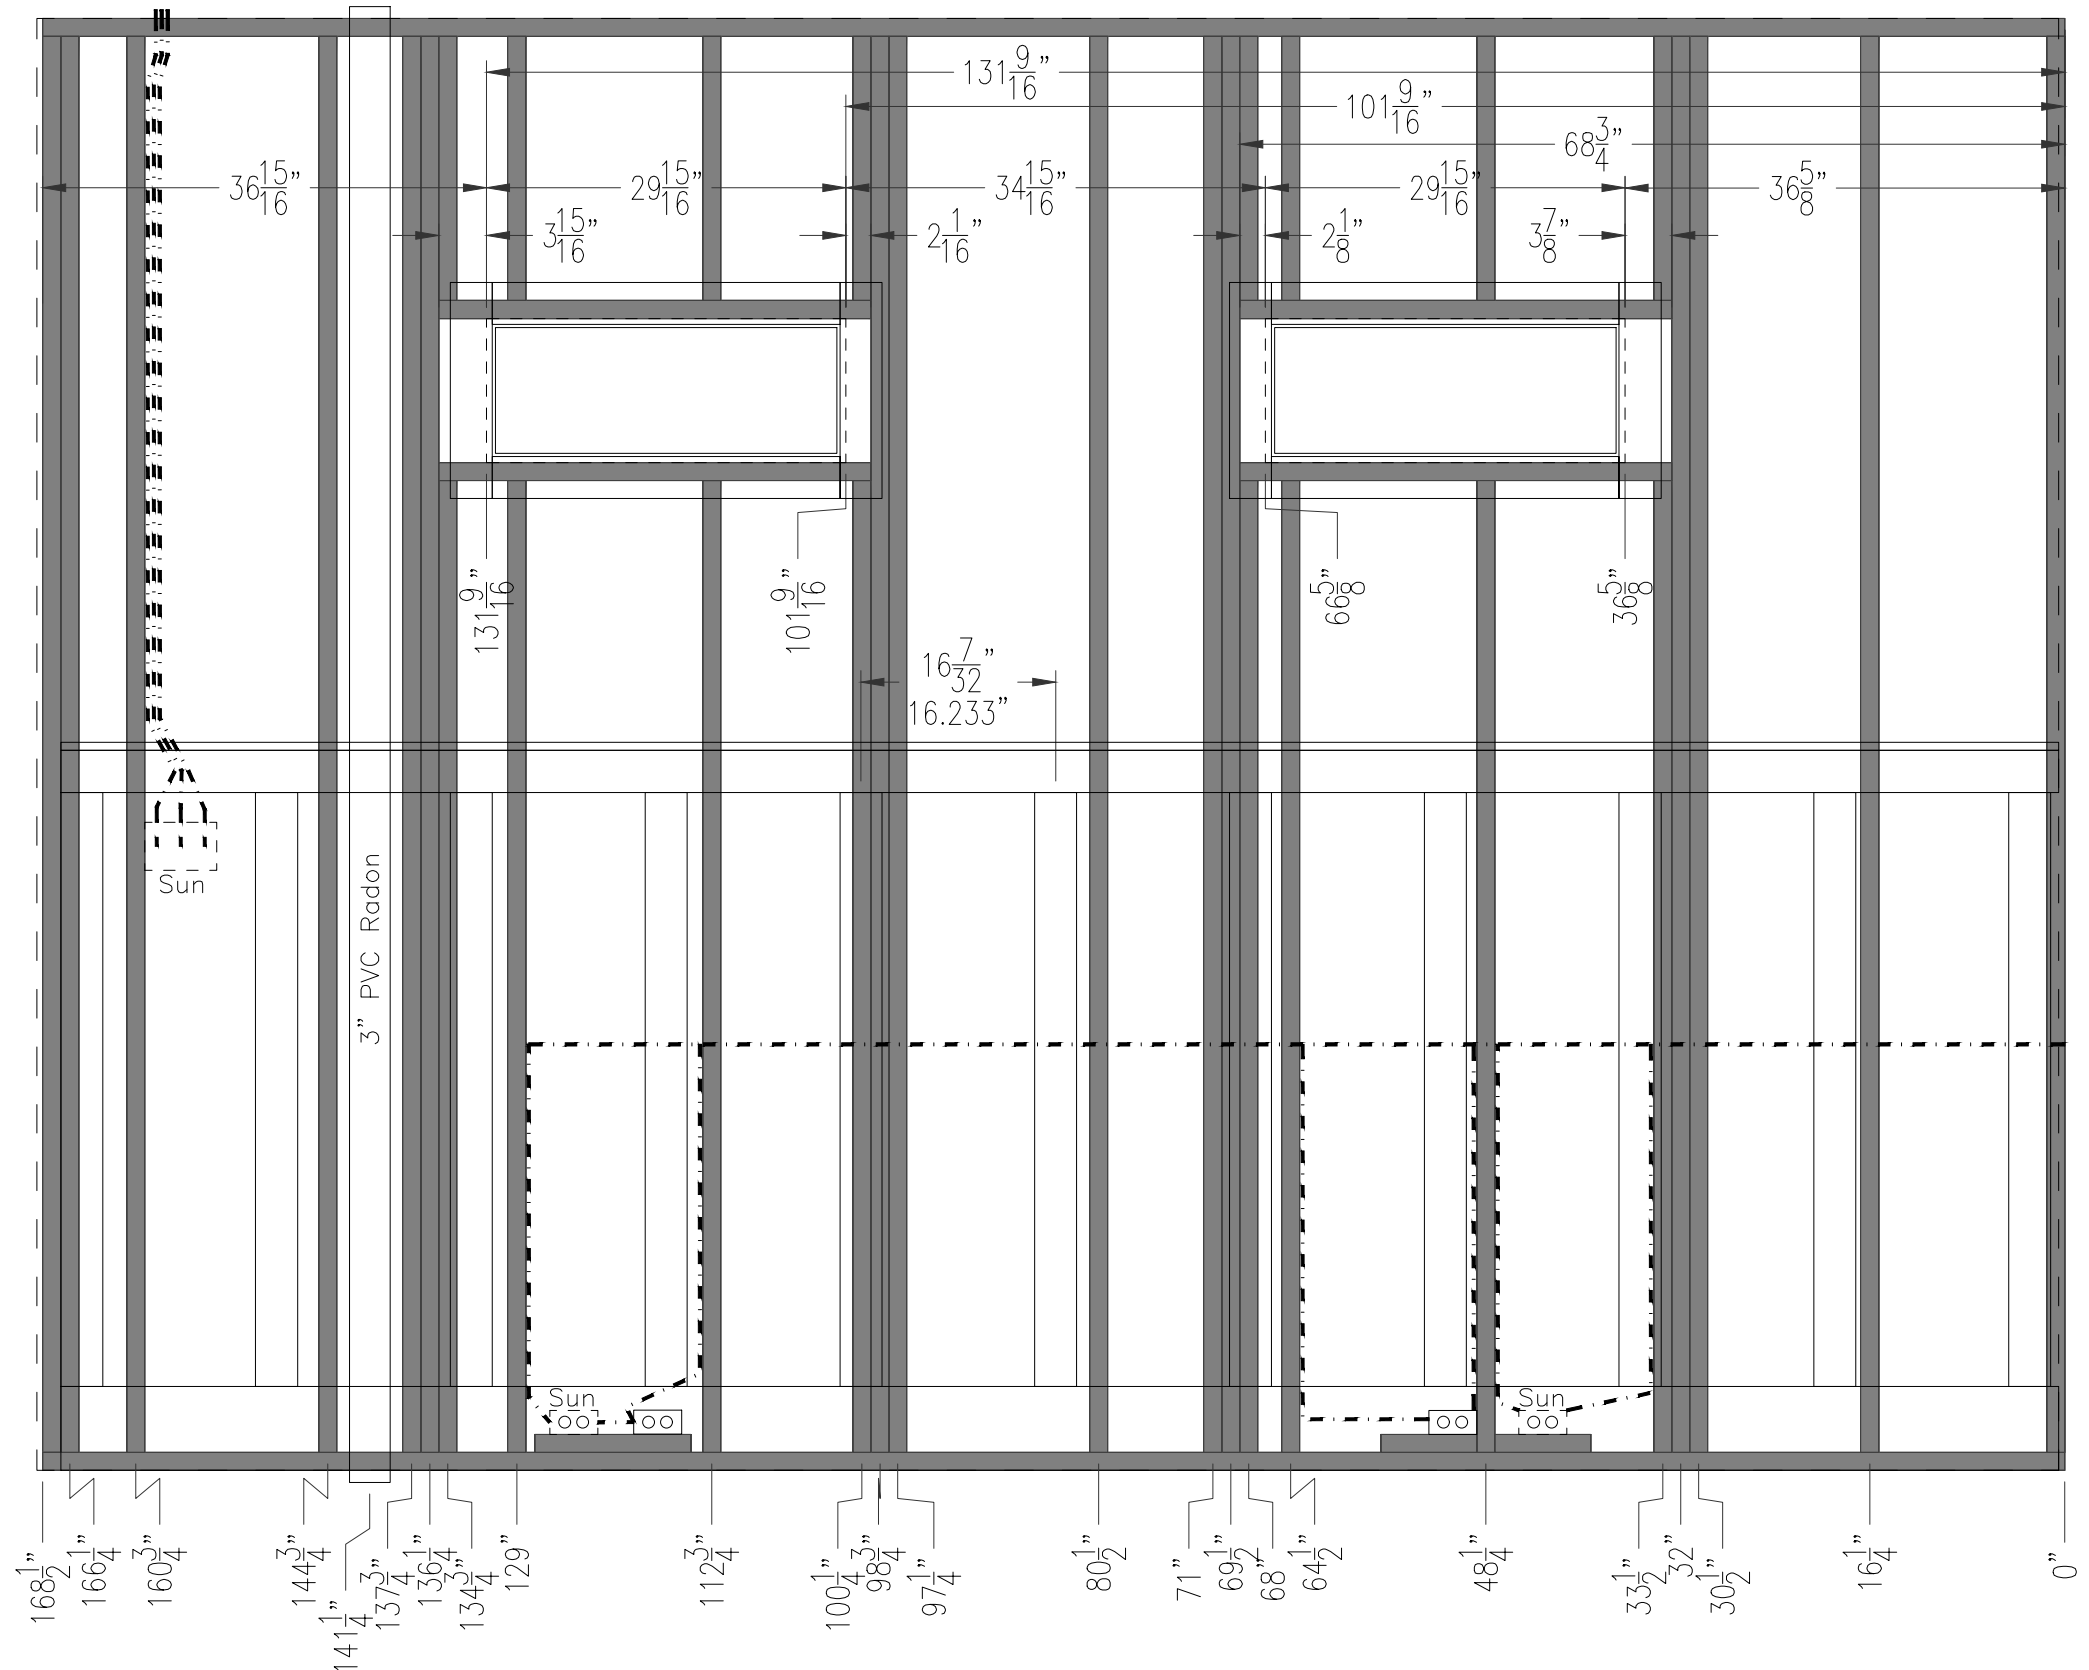 131 9/16"
101 9/16"
68 3/4"
36 15/16" 29 15/16" 34 15/16" 29 15/16" 36 5/8"
3 15/16" 2 1/16" 2 1/8" 3 7/8"
131 9/16" 101 9/16" 66 5/8" 36 5/8"
16 7/32"
16.233"
Sun
3" PVC Radon
Sun Sun
168 1/2" 166 1/4" 160 3/4" 144 3/4" 141 1/4" 137 3/4" 136 1/4" 134 3/4" 129" 112 3/4" 100 1/4" 98 3/4" 97 1/4" 80 1/2" 71" 69 1/2" 68" 64 1/2" 48 1/4" 33 1/2" 32" 30 1/2" 16 1/4" 0"